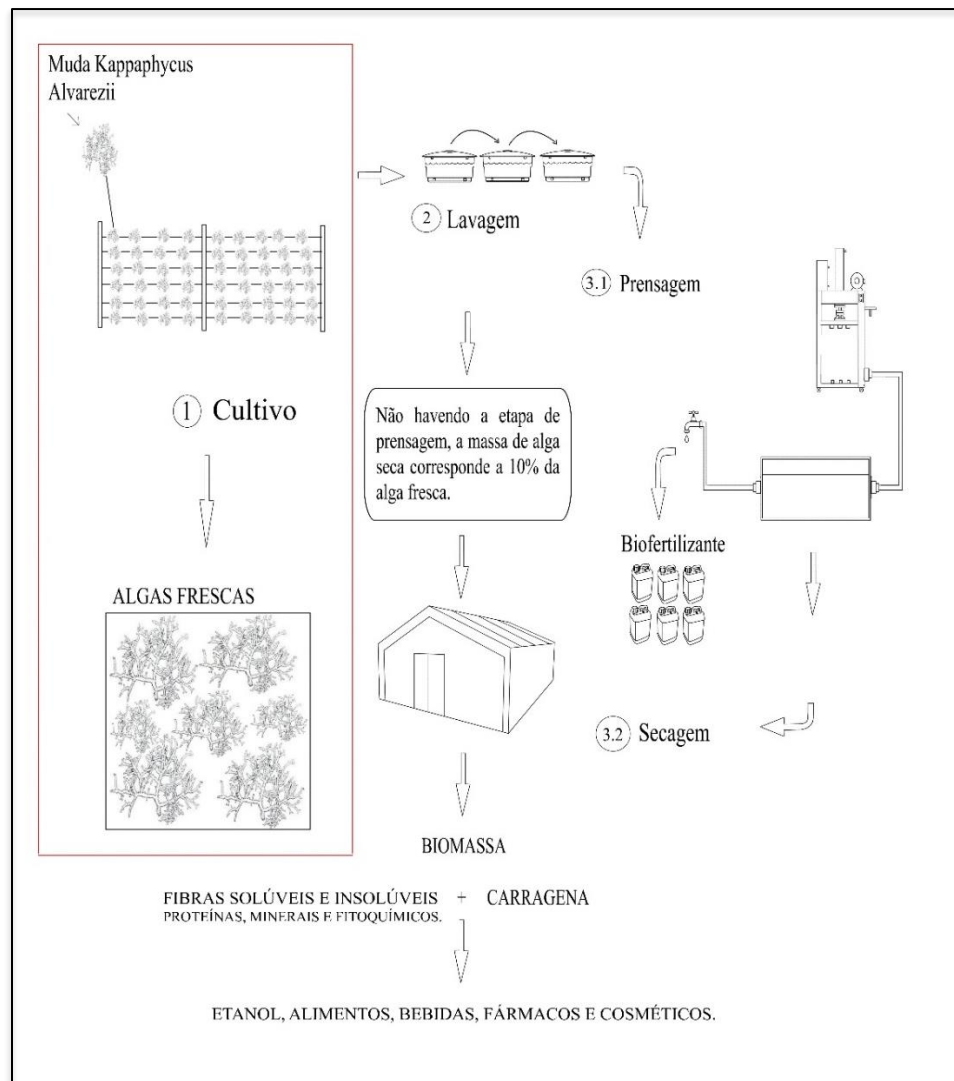 Muda Kappaphycus
Alvarezii
2 Lavagem
3.1 Prensagem
1 Cultivo
Não havendo a etapa de
prensagem, a massa de alga
seca corresponde a 10% da
alga fresca.
Biofertilizante
ALGAS FRESCAS
3.2 Secagem
BIOMASSA
FIBRAS SOLÚVEIS E INSOLÚVEIS + CARRAGENA
PROTEÍNAS, MINERAIS E FITOQUÍMICOS.
ETANOL, ALIMENTOS, BEBIDAS, FÁRMACOS E COSMÉTICOS.